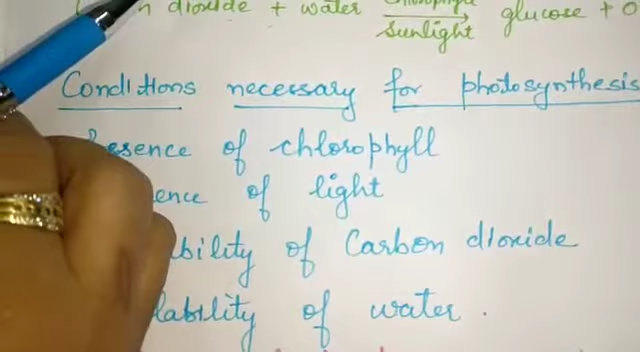 dioxide + water → glucose + O
Sunlight
Conditions necessary for photosynthesis
esence of chlorophyll
ence of light
bility of Carbon dioxide
lability of water.